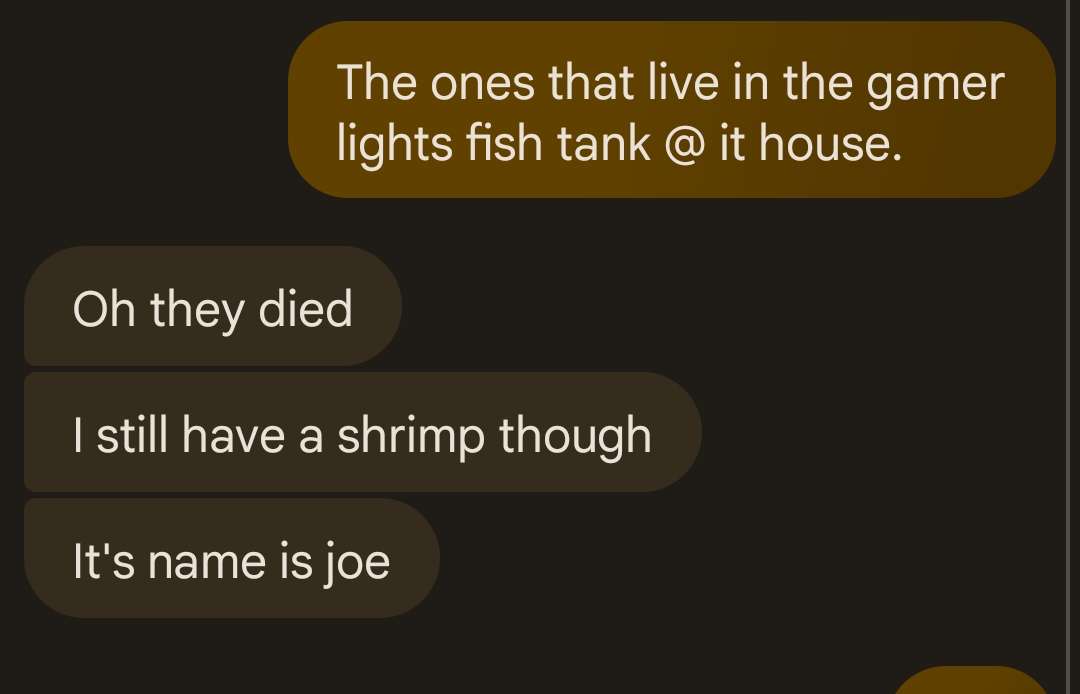 The ones that live in the gamer
lights fish tank @ it house.
Oh they died
I still have a shrimp though
It's name is joe